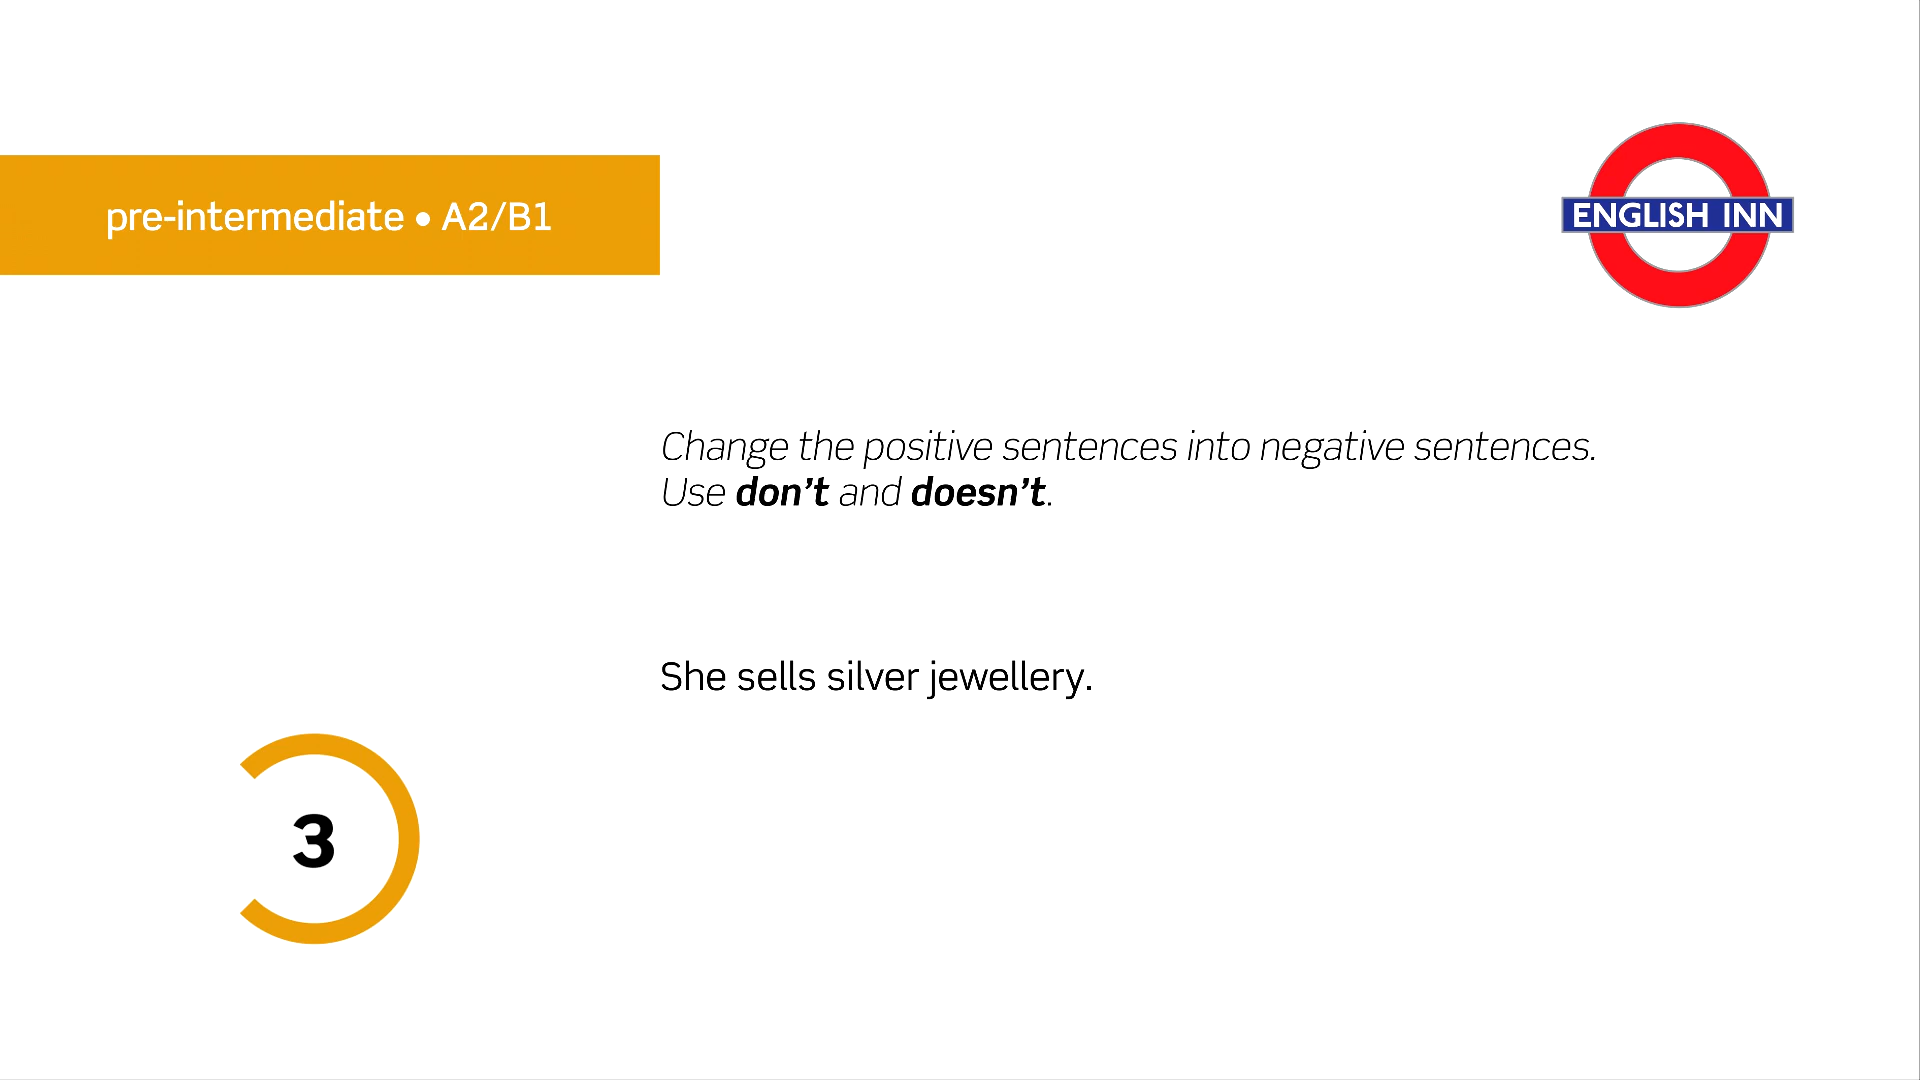 pre-intermediate • A2/B1
ENGLISH INN
Change the positive sentences into negative sentences.
Use don’t and doesn’t.
She sells silver jewellery.
3